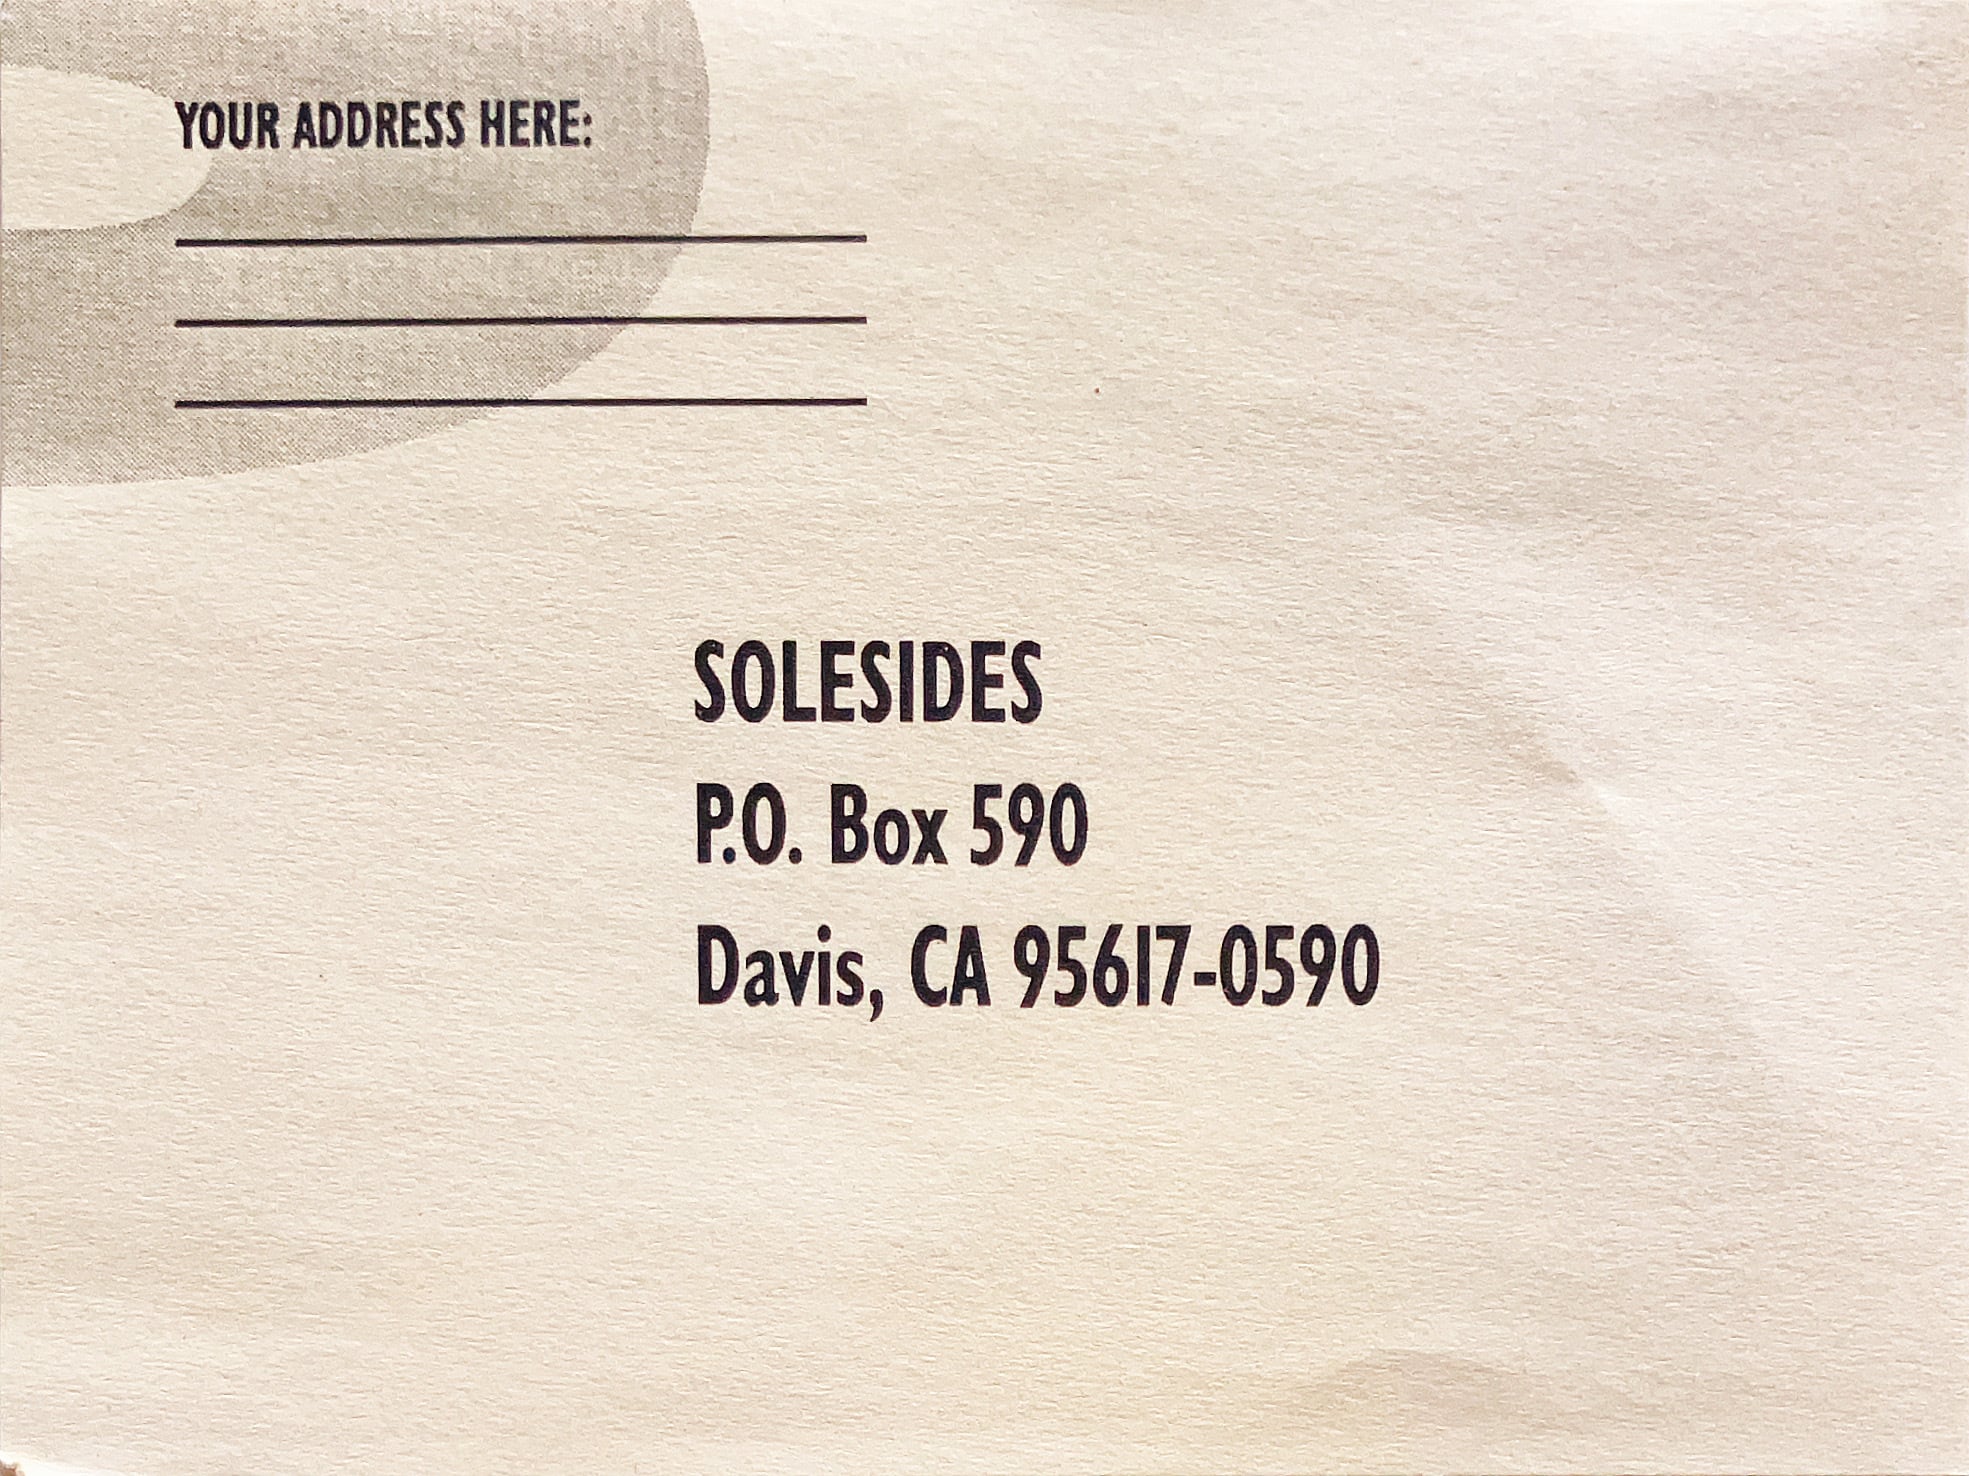 YOUR ADDRESS HERE:
SOLESIDES
P.O. Box 590
Davis, CA 95617-0590